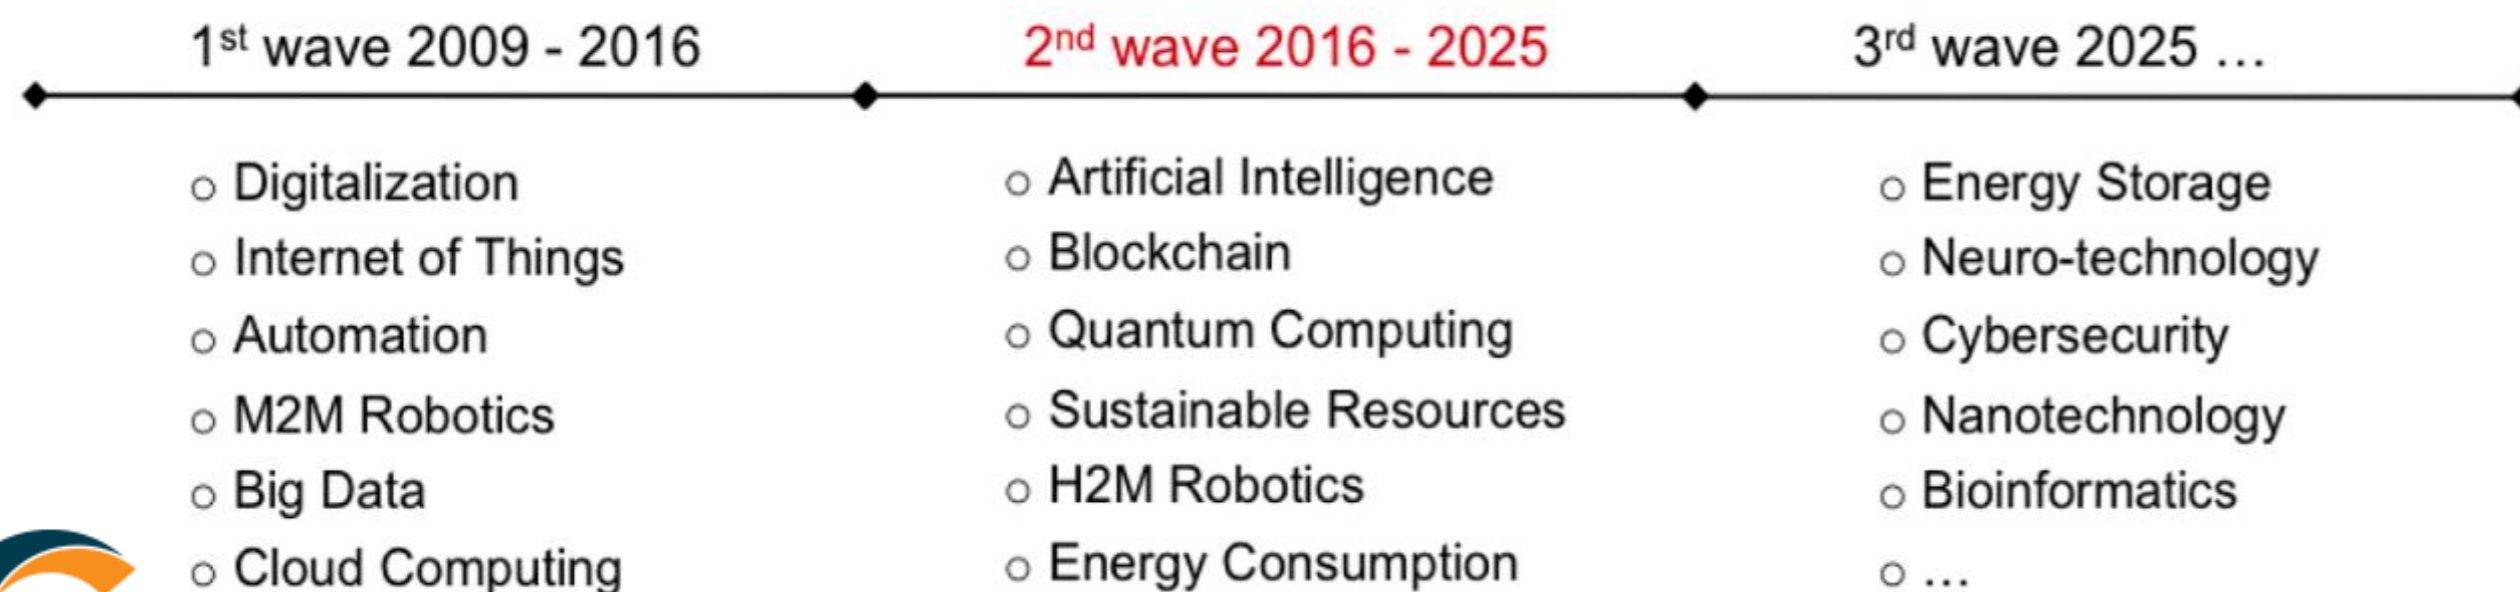 1st wave 2009 - 2016
2nd wave 2016 - 2025
3rd wave 2025 ...
○ Digitalization
○ Internet of Things
○ Automation
○ M2M Robotics
○ Big Data
○ Cloud Computing
○ Artificial Intelligence
○ Blockchain
○ Quantum Computing
○ Sustainable Resources
○ H2M Robotics
○ Energy Consumption
○ Energy Storage
○ Neuro-technology
○ Cybersecurity
○ Nanotechnology
○ Bioinformatics
○ ...